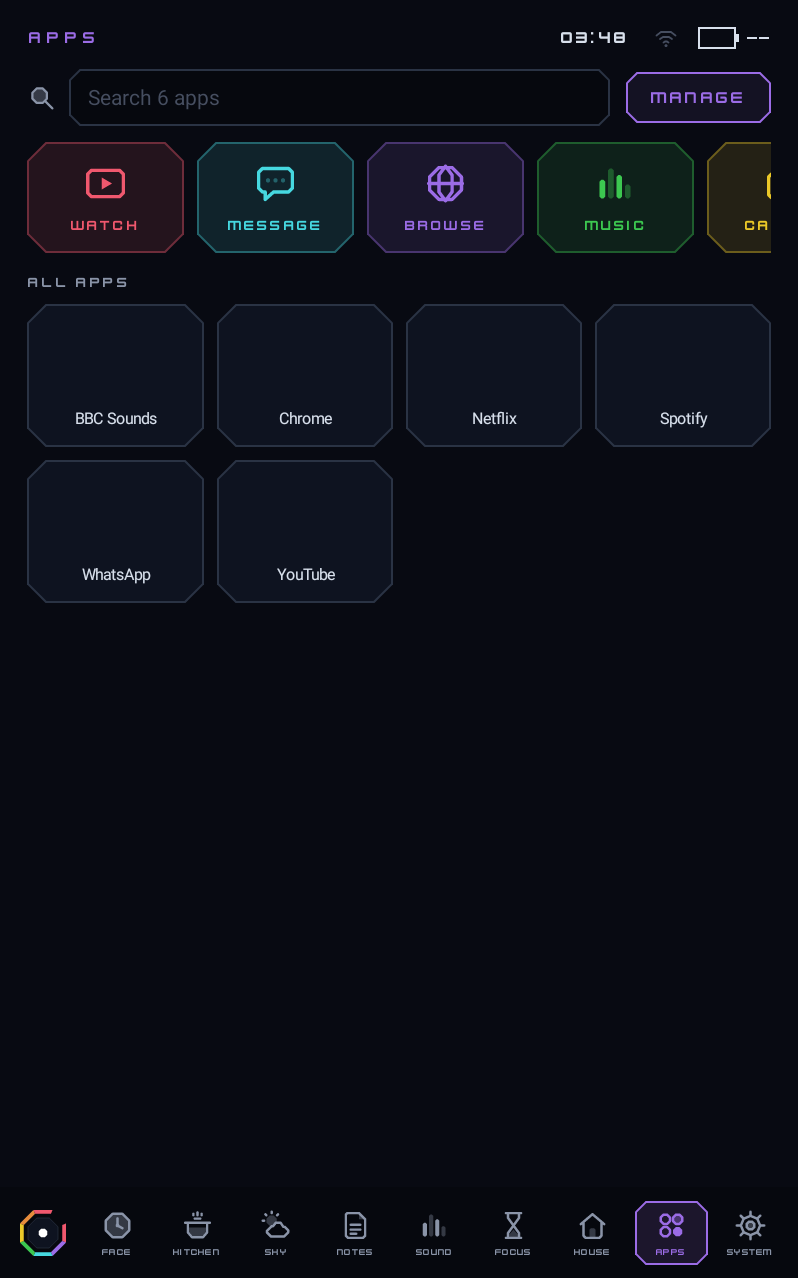 APPS 03:48 --
Search 6 apps MANAGE
WATCH MESSAGE BROWSE MUSIC CA
ALL APPS
BBC Sounds Chrome Netflix Spotify
WhatsApp YouTube
FACE KITCHEN SKY NOTES SOUND FOCUS HOUSE APPS SYSTEM